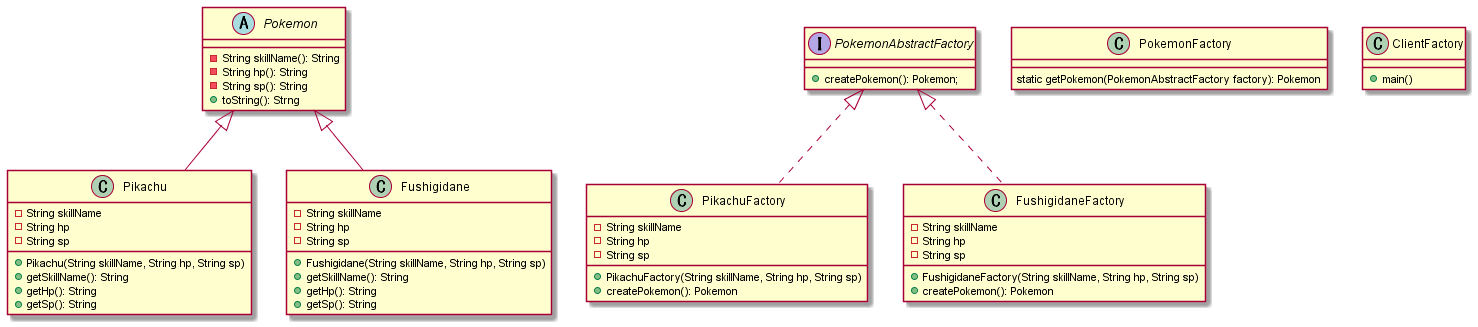 A Pokemon
String skillName(): String
String hp(): String
String sp(): String
toString(): Strng
I PokemonAbstractFactory
createPokemon(): Pokemon;
C PokemonFactory
static getPokemon(PokemonAbstractFactory factory): Pokemon
C ClientFactory
main()
C Pikachu
String skillName
String hp
String sp
Pikachu(String skillName, String hp, String sp)
getSkillName(): String
getHp(): String
getSp(): String
C Fushigidane
String skillName
String hp
String sp
Fushigidane(String skillName, String hp, String sp)
getSkillName(): String
getHp(): String
getSp(): String
C PikachuFactory
String skillName
String hp
String sp
PikachuFactory(String skillName, String hp, String sp)
createPokemon(): Pokemon
C FushigidaneFactory
String skillName
String hp
String sp
FushigidaneFactory(String skillName, String hp, String sp)
createPokemon(): Pokemon